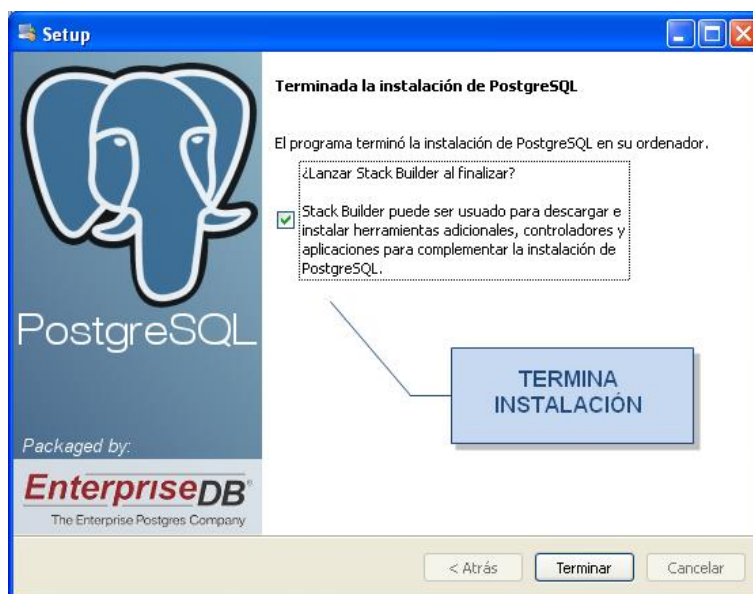 Setup
Terminada la instalación de PostgreSQL
El programa terminó la instalación de PostgreSQL en su ordenador.
¿Lanzar Stack Builder al finalizar?
Stack Builder puede ser usado para descargar e
instalar herramientas adicionales, controladores y
aplicaciones para complementar la instalación de
PostgreSQL.
PostgreSQL
TERMINA
INSTALACIÓN
Packaged by:
EnterpriseDB®
The Enterprise Postgres Company
< Atrás
Terminar
Cancelar